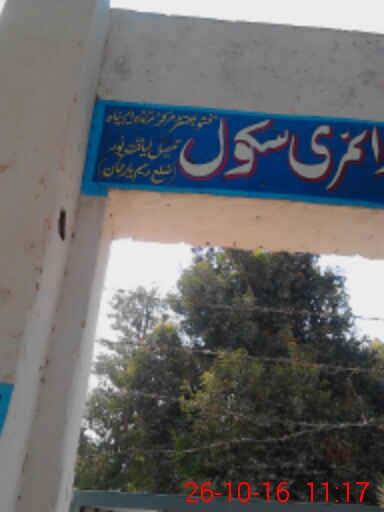 ائمری سکول
تحصیل لیاقت پور
(ضلع رحیم یار خان)
26-10-16 11:17